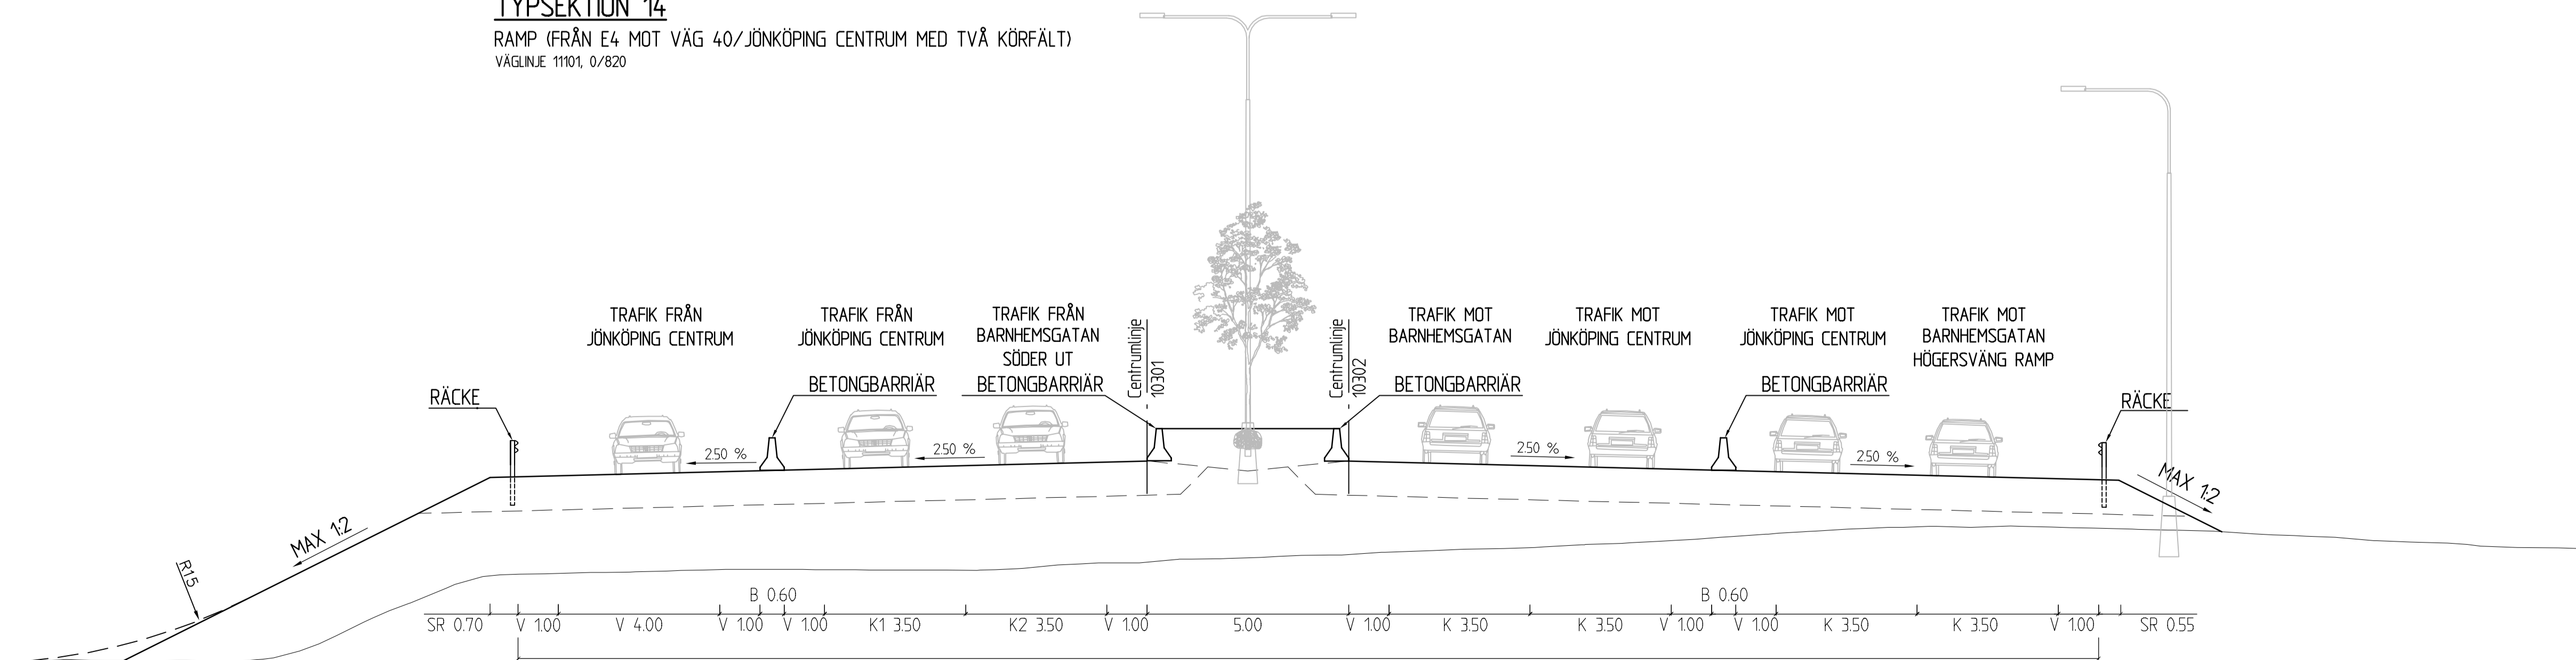 TYPSEKTION 14
RAMP (FRÅN E4 MOT VÄG 40/JÖNKÖPING CENTRUM MED TVÅ KÖRFÄLT)
VÄGLINJE 11101, 0/820
TRAFIK FRÅN
JÖNKÖPING CENTRUM
TRAFIK FRÅN
JÖNKÖPING CENTRUM
TRAFIK FRÅN
BARNHEMSGATAN
SÖDER UT
Centrumlinje
10301
Centrumlinje
10302
TRAFIK MOT
BARNHEMSGATAN
TRAFIK MOT
JÖNKÖPING CENTRUM
TRAFIK MOT
JÖNKÖPING CENTRUM
TRAFIK MOT
BARNHEMSGATAN
HÖGERSVÄNG RAMP
RÄCKE
BETONGBARRIÄR
BETONGBARRIÄR
BETONGBARRIÄR
BETONGBARRIÄR
RÄCKE
2.50 %
2.50 %
2.50 %
2.50 %
MAX 1:2
MAX 1:2
R1.5
B 0.60
B 0.60
SR 0.70
V 1.00
V 4.00
V 1.00
V 1.00
K1 3.50
K2 3.50
V 1.00
5.00
V 1.00
K 3.50
K 3.50
V 1.00
V 1.00
K 3.50
K 3.50
V 1.00
SR 0.55